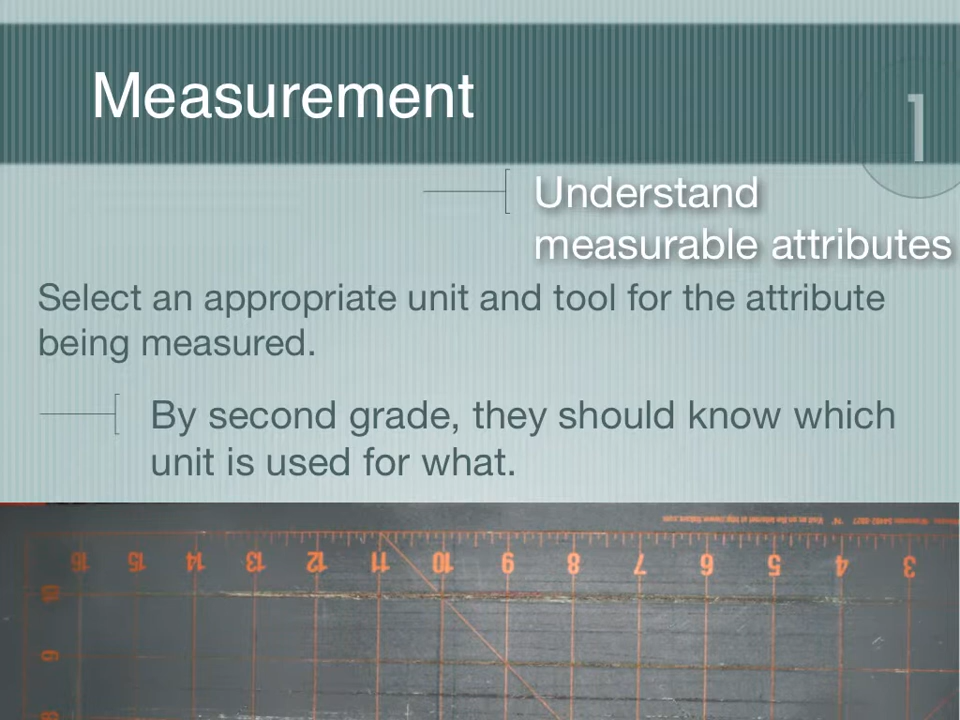 Measurement
1
Understand
measurable attributes
Select an appropriate unit and tool for the attribute
being measured.
By second grade, they should know which
unit is used for what.
16 15 14 13 12 11 10 9 8 7 6 5 4 3